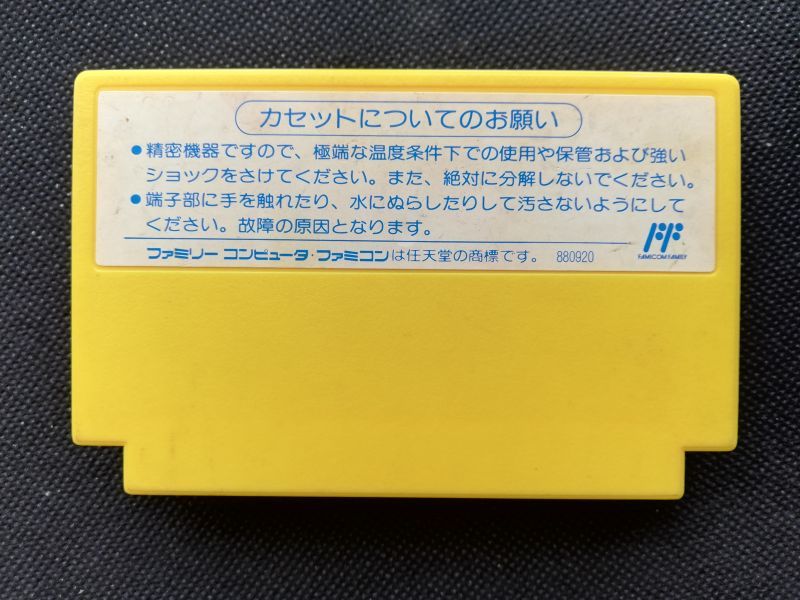 カセットについてのお願い
●精密機器ですので、極端な温度条件下での使用や保管および強い
ショックをさけてください。また、絶対に分解しないでください。
●端子部に手を触れたり、水にぬらしたりして汚さないようにして
ください。故障の原因となります。
ファミリー コンピュータ・ファミコンは任天堂の商標です。 880920
FAMICOM FAMILY